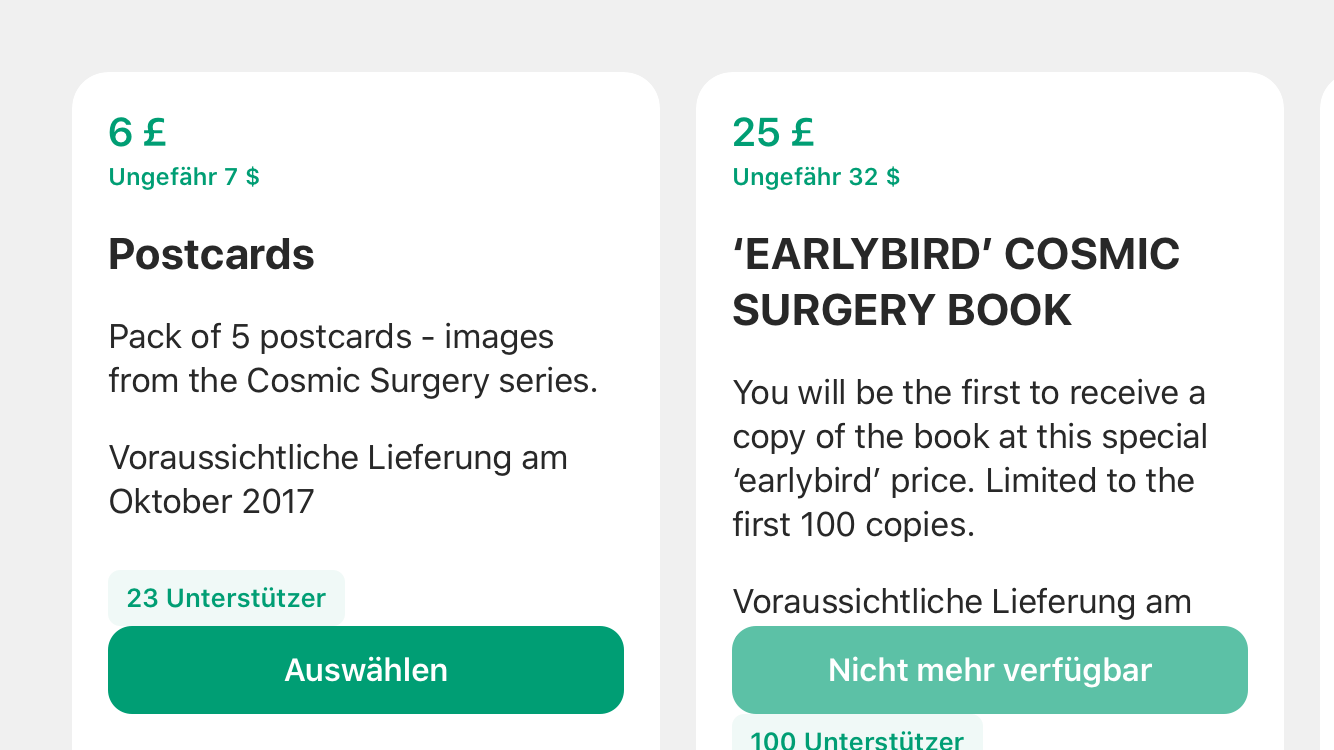 6 £
Ungefähr 7 $
Postcards
Pack of 5 postcards - images
from the Cosmic Surgery series.
Voraussichtliche Lieferung am
Oktober 2017
23 Unterstützer
Auswählen
25 £
Ungefähr 32 $
‘EARLYBIRD’ COSMIC
SURGERY BOOK
You will be the first to receive a
copy of the book at this special
‘earlybird’ price. Limited to the
first 100 copies.
Voraussichtliche Lieferung am
Nicht mehr verfügbar
100 Unterstützer